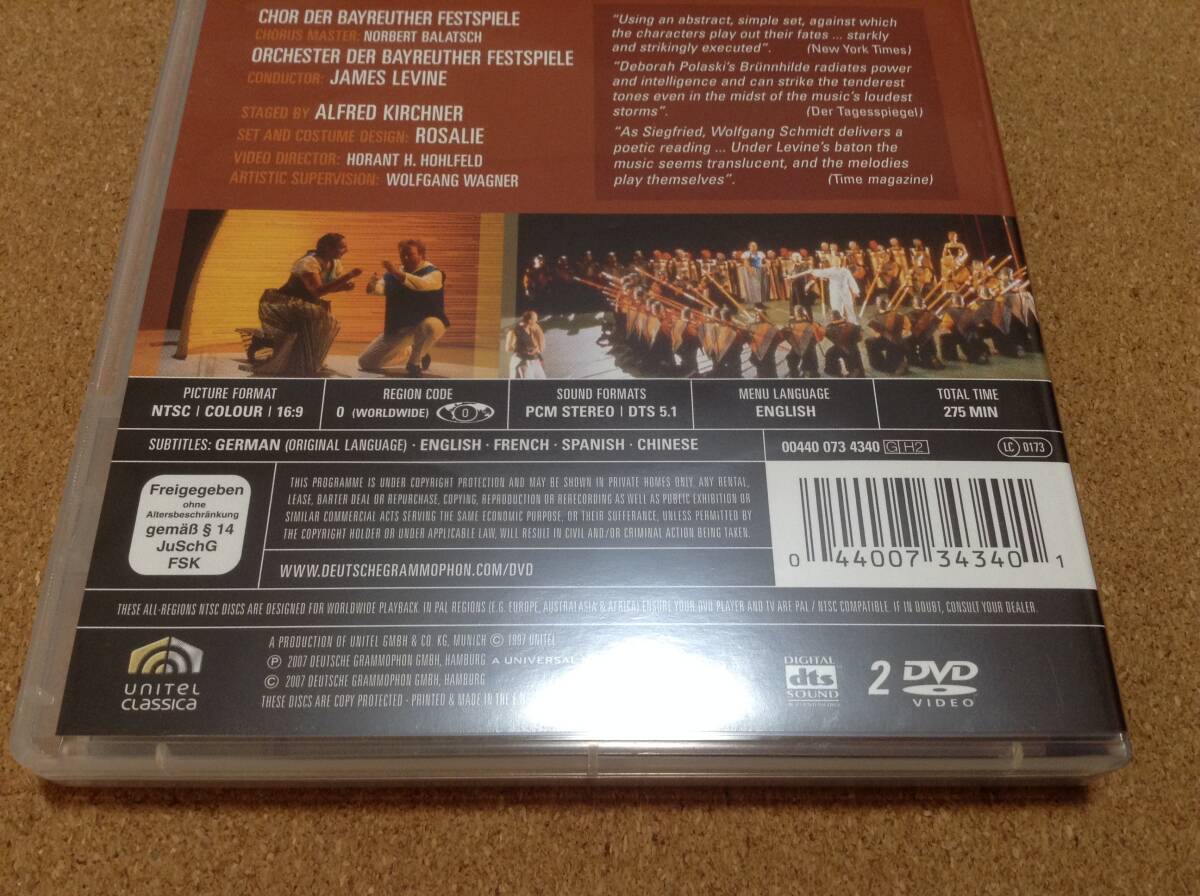 CHOR DER BAYREUTHER FESTSPIELE
CHORUS MASTER: NORBERT BALATSCH
ORCHESTER DER BAYREUTHER FESTSPIELE
CONDUCTOR: JAMES LEVINE
STAGED BY ALFRED KIRCHNER
SET AND COSTUME DESIGN: ROSALIE
VIDEO DIRECTOR: HORANT H. HOHLFELD
ARTISTIC SUPERVISION: WOLFGANG WAGNER
"Using an abstract, simple set, against which
the characters play out their fates ... starkly
and strikingly executed". (New York Times)
"Deborah Polaski's Brünnhilde radiates power
and intelligence and can strike the tenderest
tones even in the midst of the music's loudest
storms". (Der Tagesspiegel)
"As Siegfried, Wolfgang Schmidt delivers a
poetic reading ... Under Levine's baton the
music seems translucent, and the melodies
play themselves". (Time magazine)
PICTURE FORMAT
NTSC | COLOUR | 16:9
REGION CODE
0 (WORLDWIDE) 0
SOUND FORMATS
PCM STEREO | DTS 5.1
MENU LANGUAGE
ENGLISH
TOTAL TIME
275 MIN
SUBTITLES: GERMAN (ORIGINAL LANGUAGE) · ENGLISH · FRENCH · SPANISH · CHINESE
00440 073 4340 G H2
LC 0173
Freigegeben
ohne
Altersbeschränkung
gemäß § 14
JuSchG
FSK
THIS PROGRAMME IS UNDER COPYRIGHT PROTECTION AND MAY BE SHOWN IN PRIVATE HOMES ONLY. ANY RENTAL,
LEASE, BARTER DEAL OR REPURCHASE, COPYING, REPRODUCTION OR RERECORDING AS WELL AS PUBLIC EXHIBITION OR
SIMILAR COMMERCIAL ACTS SERVING THE SAME ECONOMIC PURPOSE, OR THEIR SUFFERANCE, UNLESS PERMITTED BY
THE COPYRIGHT HOLDER OR UNDER APPLICABLE LAW, WILL RESULT IN CIVIL AND/OR CRIMINAL ACTION BEING TAKEN.
WWW.DEUTSCHEGRAMMOPHON.COM/DVD
0 44007 34340 1
THESE ALL-REGIONS NTSC DISCS ARE DESIGNED FOR WORLDWIDE PLAYBACK. IN PAL REGIONS (E.G. EUROPE, AUSTRALASIA & AFRICA) ENSURE YOUR DVD PLAYER AND TV ARE PAL / NTSC COMPATIBLE. IF IN DOUBT, CONSULT YOUR DEALER.
UNITEL
CLASSICA
A PRODUCTION OF UNITEL GMBH & CO. KG, MUNICH © 1997 UNITEL
℗ 2007 DEUTSCHE GRAMMOPHON GMBH, HAMBURG A UNIVERSAL
© 2007 DEUTSCHE GRAMMOPHON GMBH, HAMBURG
THESE DISCS ARE COPY PROTECTED · PRINTED & MADE IN THE
DIGITAL
dts
SOUND
2 DVD
VIDEO